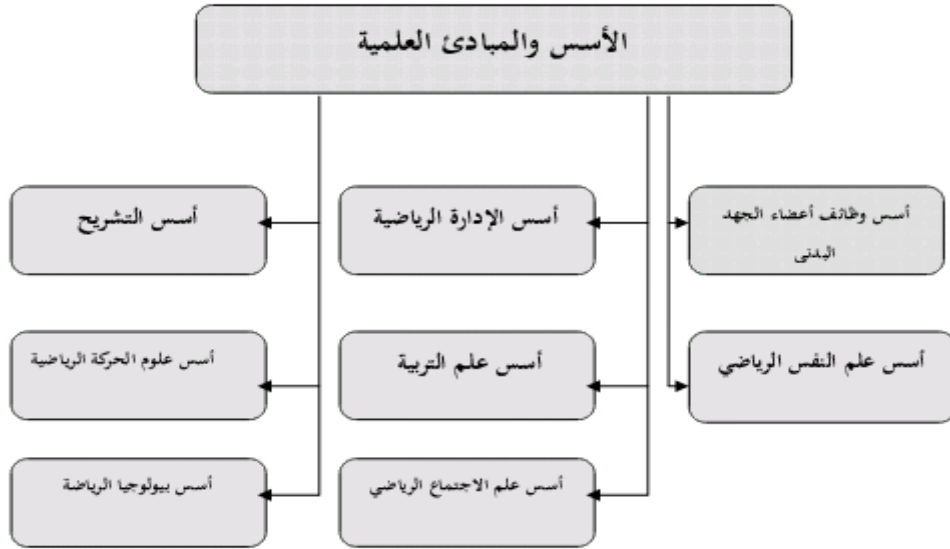 الأسس والمبادئ العلمية
أسس وظائف أعضاء الجهد
البدنى
أسس الإدارة الرياضية
أسس التشريح
أسس علم النفس الرياضي
أسس علم التربية
أسس علوم الحركة الرياضية
أسس علم الاجتماع الرياضي
أسس بيولوجيا الرياضة